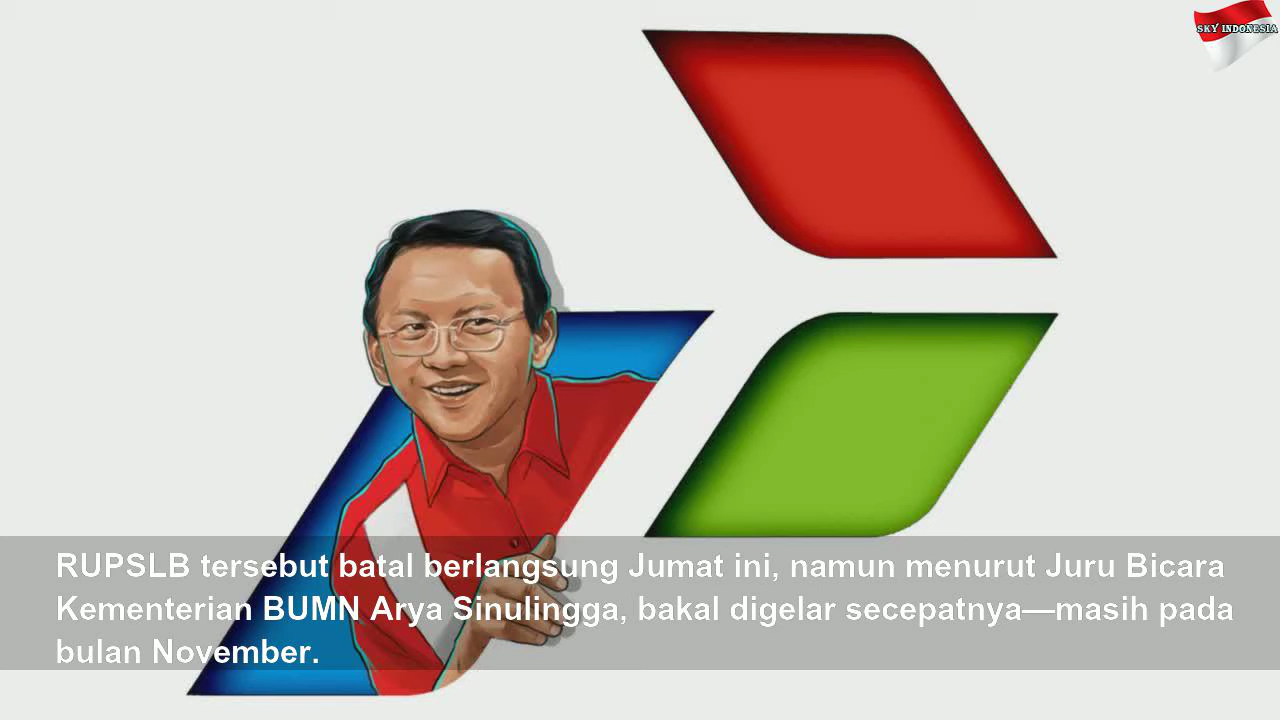 SKY INDONESIA
RUPSLB tersebut batal berlangsung Jumat ini, namun menurut Juru Bicara
Kementerian BUMN Arya Sinulingga, bakal digelar secepatnya—masih pada
bulan November.